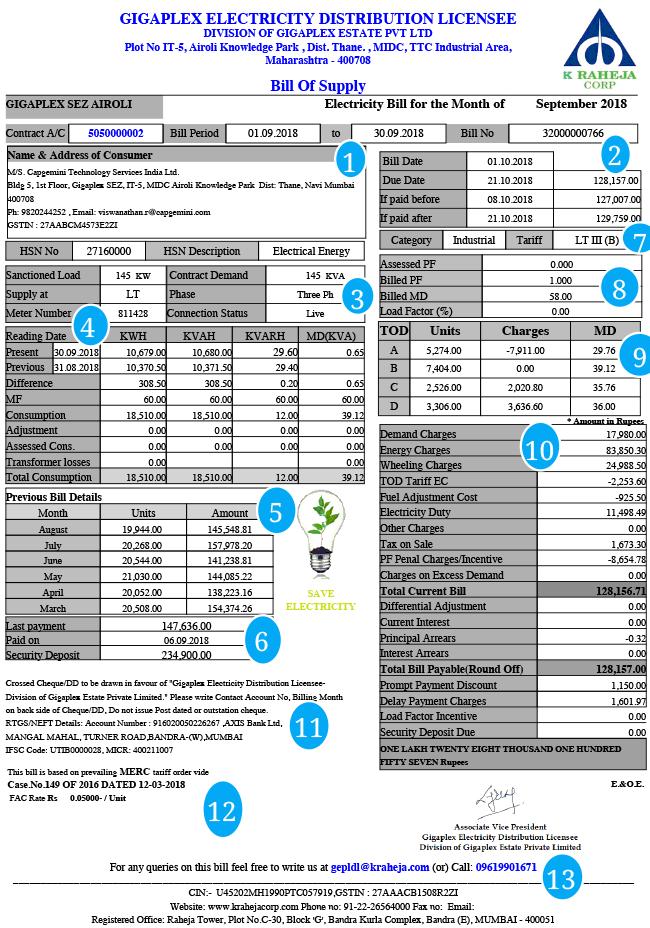 GIGAPLEX ELECTRICITY DISTRIBUTION LICENSEE
DIVISION OF GIGAPLEX ESTATE PVT LTD
Plot No IT-5, Airoli Knowledge Park , Dist. Thane. , MIDC, TTC Industrial Area,
Maharashtra - 400708
K RAHEJA
CORP
Bill Of Supply
GIGAPLEX SEZ AIROLI Electricity Bill for the Month of September 2018
Contract A/C 5050000002 Bill Period 01.09.2018 to 30.09.2018 Bill No 32000000766
Name & Address of Consumer 1
M/S. Capgemini Technology Services India Ltd.
Bldg 5, 1st Floor, Gigaplex SEZ, IT-5, MIDC Airoli Knowledge Park Dist: Thane, Navi Mumbai
400708
Ph: 9820244252 , Email: viswanathan.r@capgemini.com
GSTIN : 27AABCM4573E2ZI
HSN No 27160000 HSN Description Electrical Energy
Sanctioned Load 145 KW Contract Demand 145 KVA
Supply at LT Phase Three Ph 3
Meter Number 811428 Connection Status Live
4
Reading Date KWH KVAH KVARH MD(KVA)
Present 30.09.2018 10,679.00 10,680.00 29.60 0.65
Previous 31.08.2018 10,370.50 10,371.50 29.40
Difference 308.50 308.50 0.20 0.65
MF 60.00 60.00 60.00 60.00
Consumption 18,510.00 18,510.00 12.00 39.12
Adjustment 0.00 0.00 0.00
Assessed Cons. 0.00 0.00 0.00
Transformer losses 0.00
Total Consumption 18,510.00 18,510.00 12.00 39.12
Previous Bill Details 5
Month Units Amount
August 19,944.00 145,548.81
July 20,268.00 157,978.20
June 20,544.00 141,238.81
May 21,030.00 144,085.22
April 20,052.00 138,223.16
March 20,508.00 154,374.26
SAVE
ELECTRICITY
Last payment 147,636.00
Paid on 06.09.2018 6
Security Deposit 234,900.00
Crossed Cheque/DD to be drawn in favour of "Gigaplex Electricity Distribution Licensee-
Division of Gigaplex Estate Private Limited." Please write Contact Account No, Billing Month
on back side of Cheque/DD, Do not issue Post dated or outstation cheque.
RTGS/NEFT Details: Account Number : 916020050226267 ,AXIS Bank Ltd, 11
MANGAL MAHAL, TURNER ROAD,BANDRA-(W),MUMBAI
IFSC Code: UTIB0000028, MICR: 400211007
This bill is based on prevailing MERC tariff order vide
Case.No.149 OF 2016 DATED 12-03-2018
FAC Rate Rs 0.05000- / Unit 12
2
Bill Date 01.10.2018
Due Date 21.10.2018 128,157.00
If paid before 08.10.2018 127,007.00
If paid after 21.10.2018 129,759.00
Category Industrial Tariff LT III (B) 7
Assessed PF 0.000
Billed PF 1.000 8
Billed MD 58.00
Load Factor (%) 0.00
TOD Units Charges MD
A 5,274.00 -7,911.00 29.76 9
B 7,404.00 0.00 39.12
C 2,526.00 2,020.80 35.76
D 3,306.00 3,636.60 36.00
* Amount in Rupees
Demand Charges 17,980.00
Energy Charges 10 83,850.30
Wheeling Charges 24,988.50
TOD Tariff EC -2,253.60
Fuel Adjustment Cost -925.50
Electricity Duty 11,498.49
Other Charges 0.00
Tax on Sale 1,673.30
PF Penal Charges/Incentive -8,654.78
Charges on Excess Demand 0.00
Total Current Bill 128,156.71
Differential Adjustment 0.00
Current Interest 0.00
Principal Arrears -0.32
Interest Arrears 0.00
Total Bill Payable(Round Off) 128,157.00
Prompt Payment Discount 1,150.00
Delay Payment Charges 1,601.97
Load Factor Incentive 0.00
Security Deposit Due 0.00
ONE LAKH TWENTY EIGHT THOUSAND ONE HUNDRED
FIFTY SEVEN Rupees
E.&O.E.
Associate Vice President
Gigaplex Electricity Distribution Licensee
Division of Gigaplex Estate Private Limited
For any queries on this bill feel free to write us at gepldl@kraheja.com (or) Call: 09619901671
13
CIN:- U45202MH1990PTC057919,GSTIN : 27AAACB1508R2ZI
Website: www.krahejacorp.com Phone no: 91-22-26564000 Fax no: Email:
Registered Office: Raheja Tower, Plot No.C-30, Block 'G', Bandra Kurla Complex, Bandra (E), MUMBAI - 400051